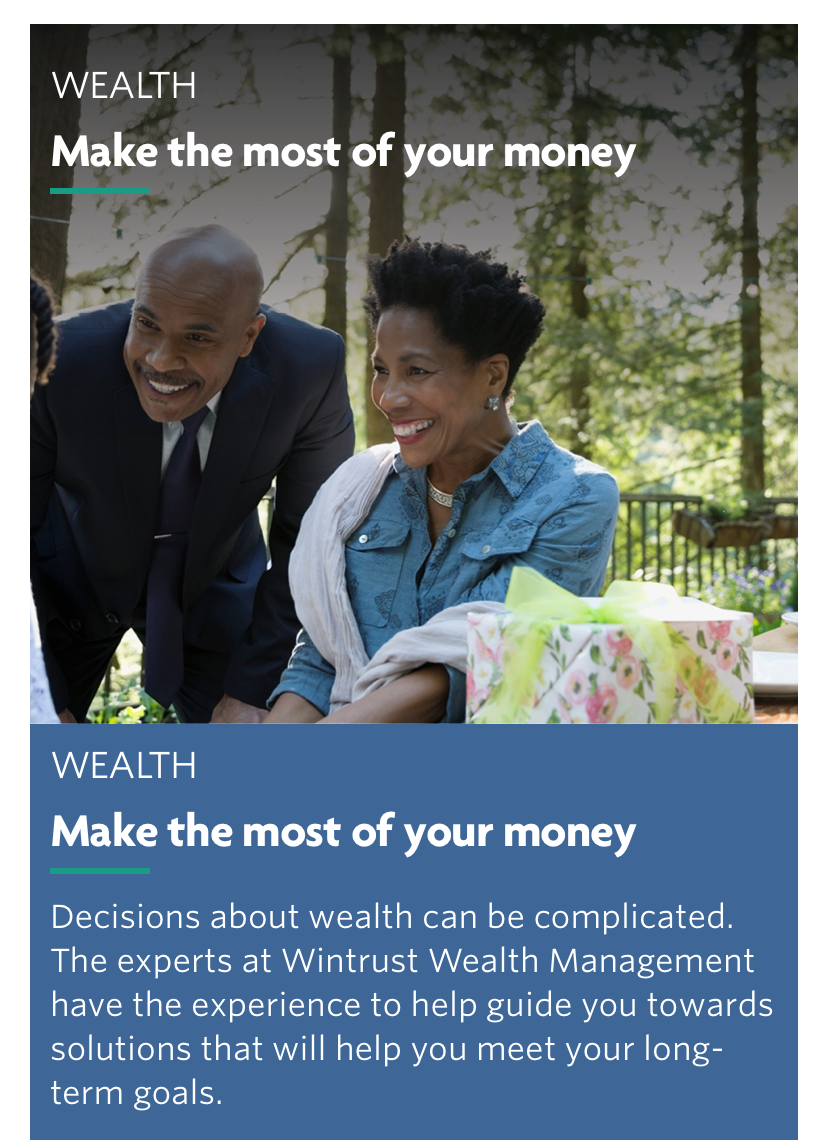 WEALTH
Make the most of your money
WEALTH
Make the most of your money
Decisions about wealth can be complicated.
The experts at Wintrust Wealth Management
have the experience to help guide you towards
solutions that will help you meet your long-
term goals.